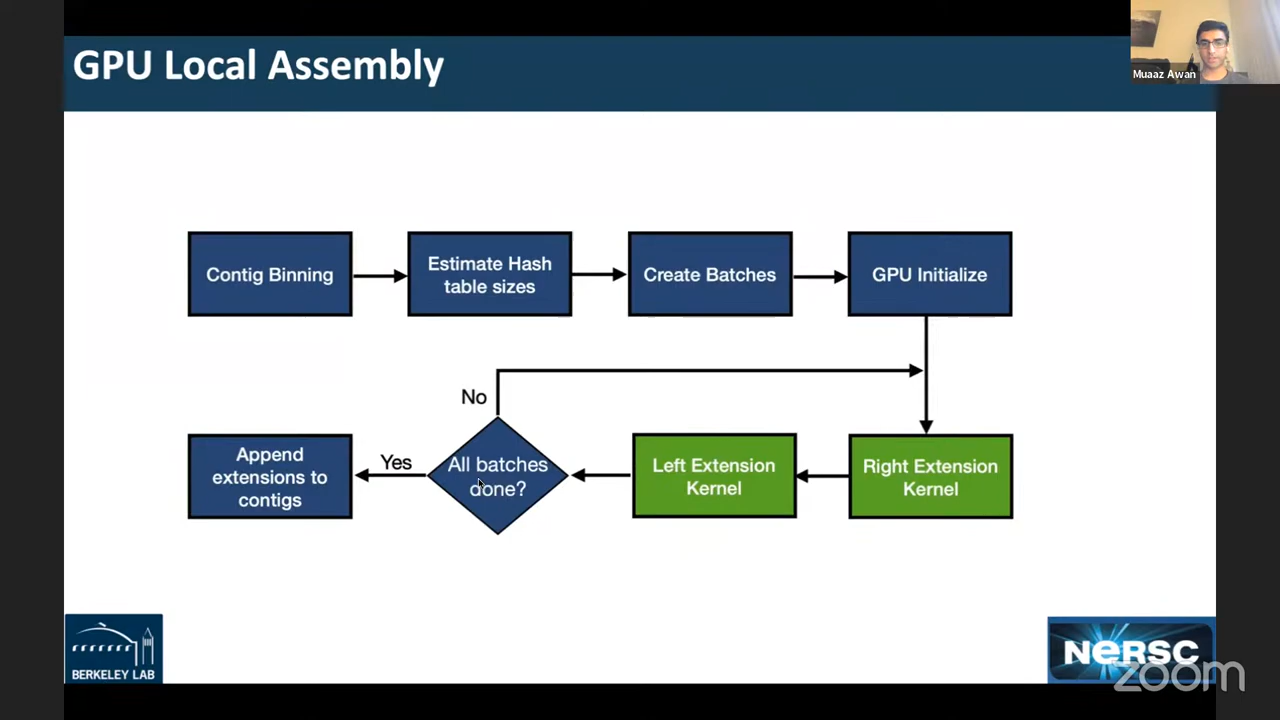 GPU Local Assembly
Muaaz Awan
Contig Binning
Estimate Hash
table sizes
Create Batches
GPU Initialize
No
Append
extensions to
contigs
Yes
All batches
done?
Left Extension
Kernel
Right Extension
Kernel
BERKELEY LAB
NERSC
zoom